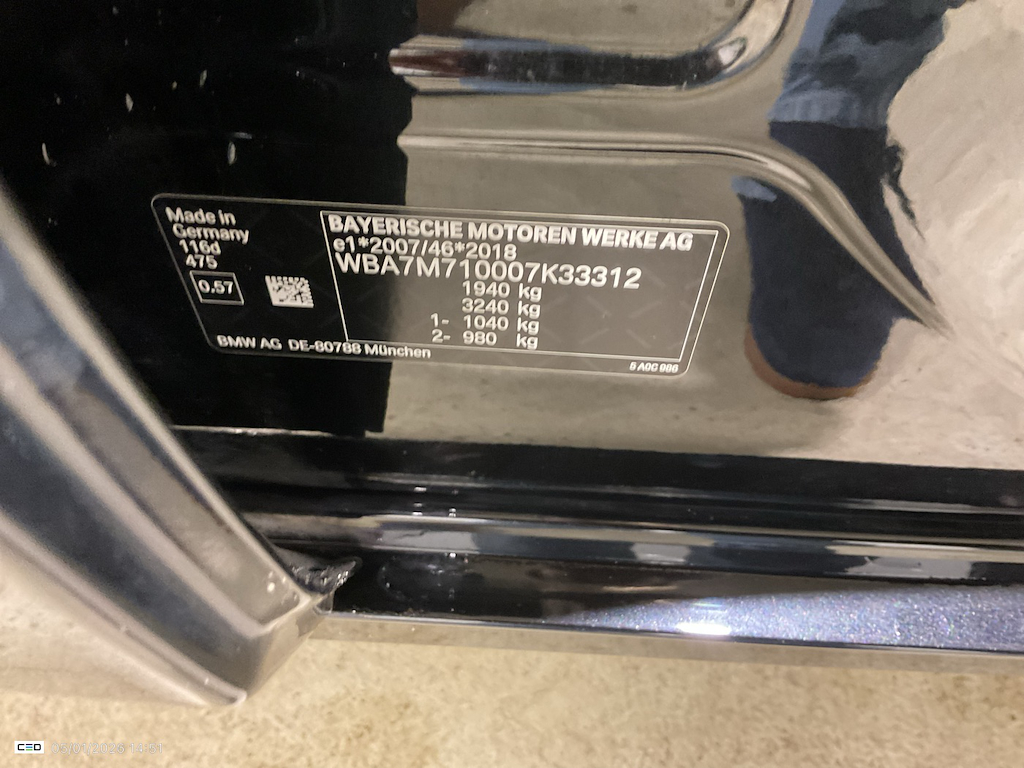 Made in
Germany
116d
475
0.57
BAYERISCHE MOTOREN WERKE AG
e1*2007/46*2018
WBA7M710007K33312
1940 kg
3240 kg
1- 1040 kg
2- 980 kg
BMW AG DE-80788 München
5 A0C 986
CEO